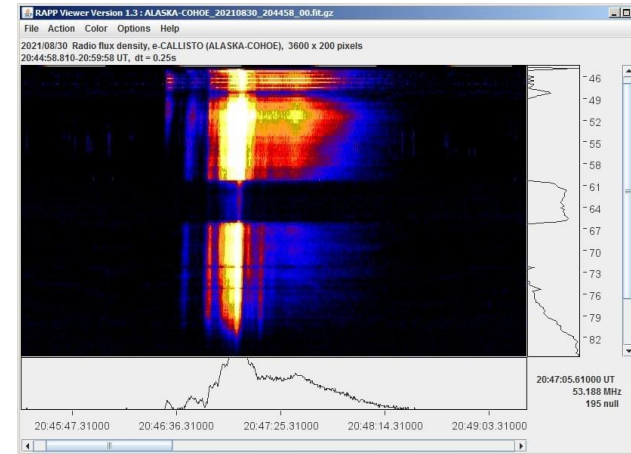 RAPP Viewer Version 1.3 : ALASKA-COHOE_20210830_204458_00.fit.gz
File Action Color Options Help
2021/08/30 Radio flux density, e-CALLISTO (ALASKA-COHOE), 3600 x 200 pixels
20:44:58.810-20:59:58 UT, dt = 0.25s
46
49
52
55
58
61
64
67
70
73
76
79
82
20:47:05.61000 UT
53.188 MHz
195 null
20:45:47.31000 20:46:36.31000 20:47:25.31000 20:48:14.31000 20:49:03.31000